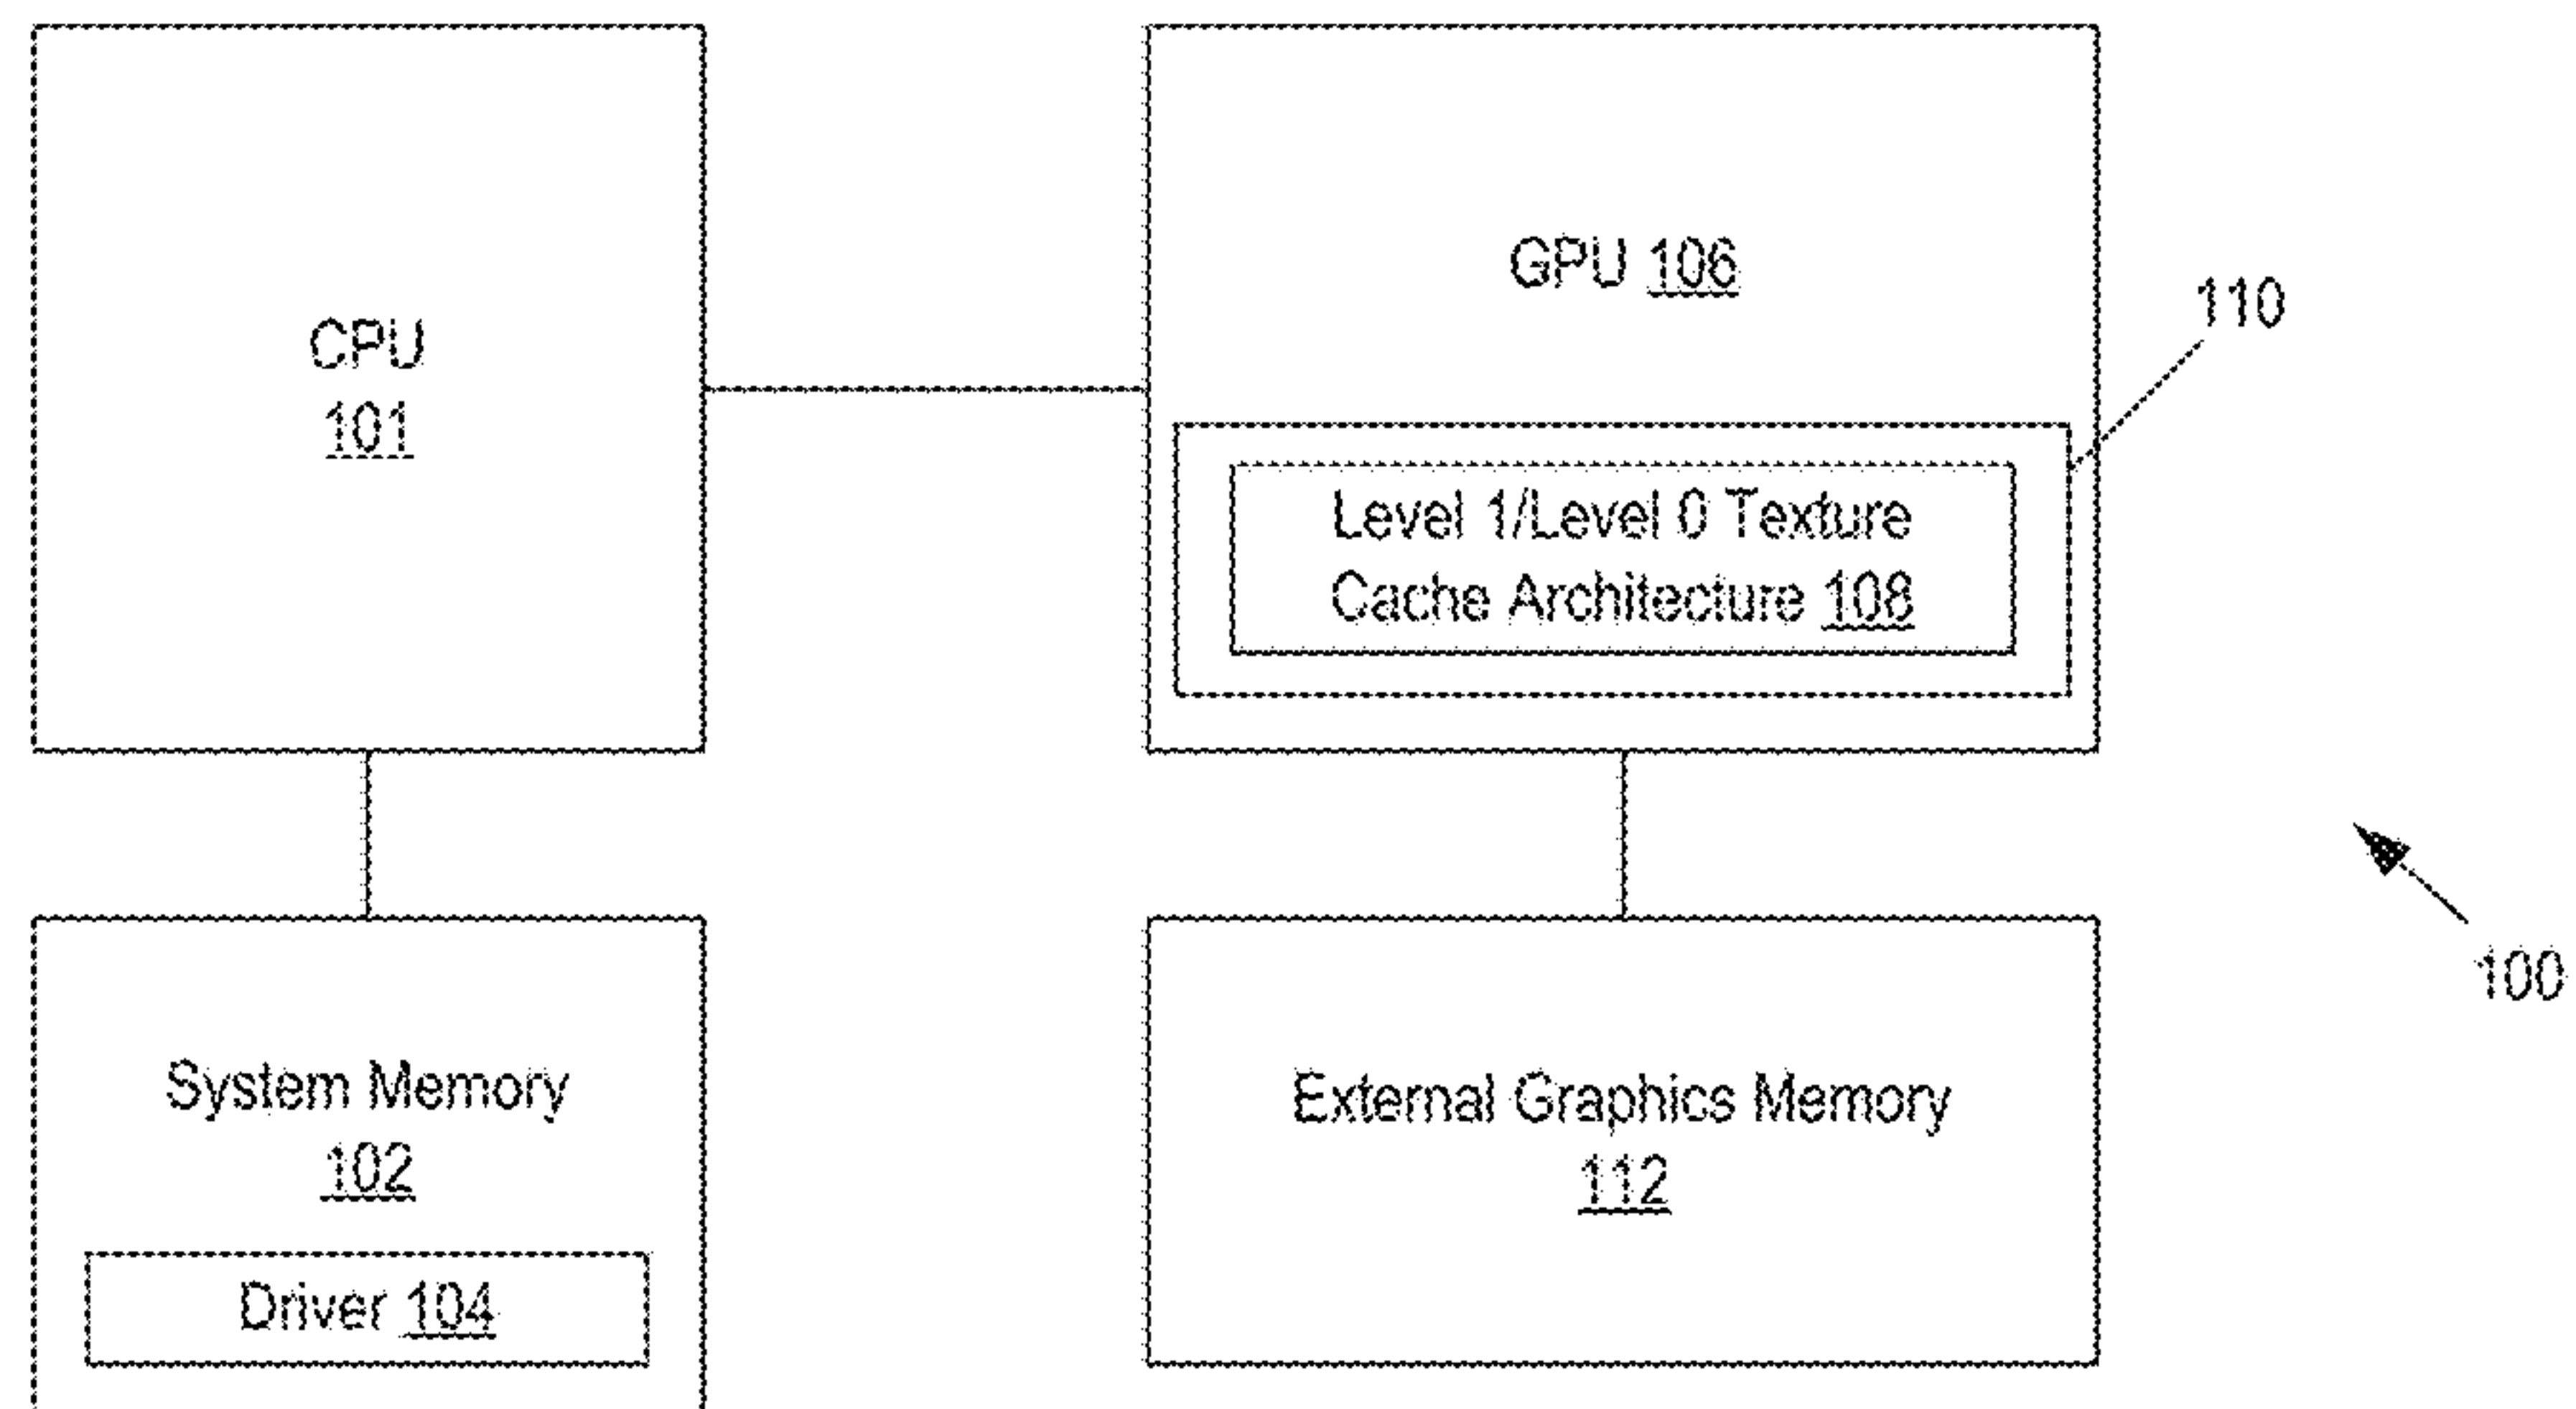 CPU
101
GPU 106
110
Level 1/Level 0 Texture
Cache Architecture 108
100
System Memory
102
Driver 104
External Graphics Memory
112